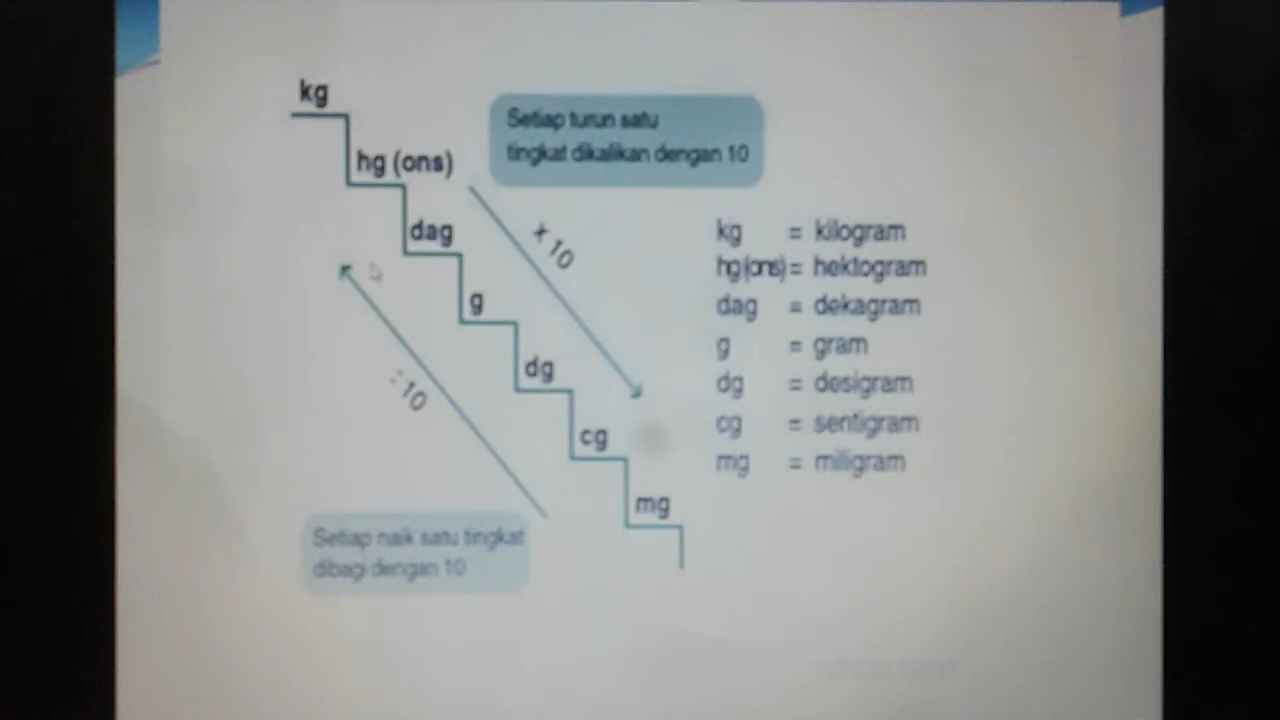 kg
hg (ons)
dag
g
dg
cg
mg
Setiap turun satu
tingkat dikalikan dengan 10
x 10
: 10
Setiap naik satu tingkat
dibagi dengan 10
kg = kilogram
hg (ons) = hektogram
dag = dekagram
g = gram
dg = desigram
cg = sentigram
mg = miligram